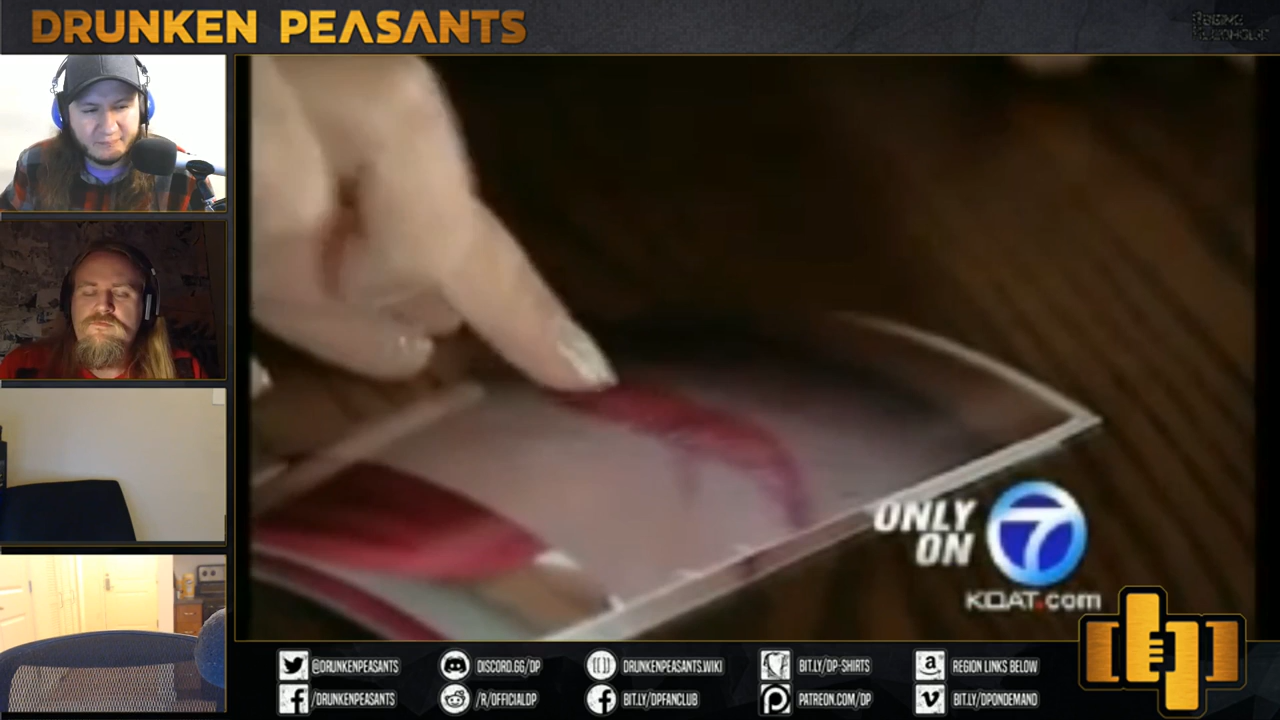 DRUNKEN PEASANTS
ONLY
ON
7
KOAT.com
@DRUNKENPEASANTS
DISCORD.GG/DP
DRUNKENPEASANTS.WIKI
BIT.LY/DP-SHIRTS
REGION LINKS BELOW
/DRUNKENPEASANTS
/R/OFFICIALDP
BIT.LY/DPFANCLUB
PATREON.COM/DP
BIT.LY/DPONDEMAND